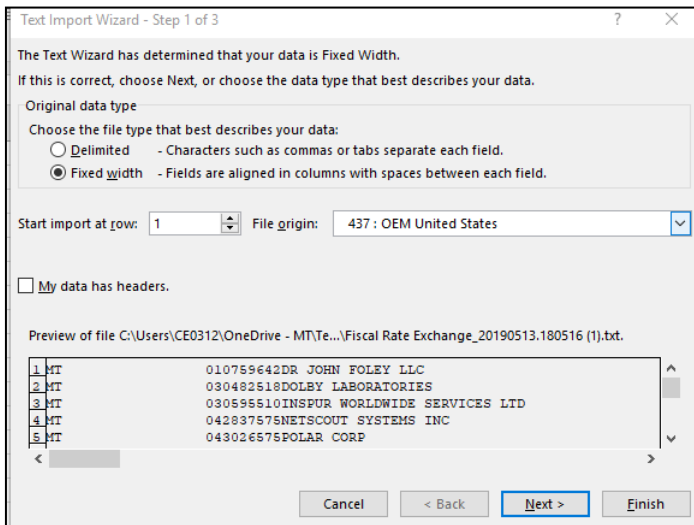 Text Import Wizard - Step 1 of 3 ? ×
The Text Wizard has determined that your data is Fixed Width.
If this is correct, choose Next, or choose the data type that best describes your data.
Original data type
Choose the file type that best describes your data:
Delimited - Characters such as commas or tabs separate each field.
Fixed width - Fields are aligned in columns with spaces between each field.
Start import at row: 1 File origin: 437 : OEM United States
My data has headers.
Preview of file C:\Users\CE0312\OneDrive - MT\Te...\Fiscal Rate Exchange_20190513.180516 (1).txt.
1 MT 010759642DR JOHN FOLEY LLC
2 MT 030482518DOLBY LABORATORIES
3 MT 030595510INSPUR WORLDWIDE SERVICES LTD
4 MT 042837575NETSCOUT SYSTEMS INC
5 MT 043026575POLAR CORP
Cancel < Back Next > Finish